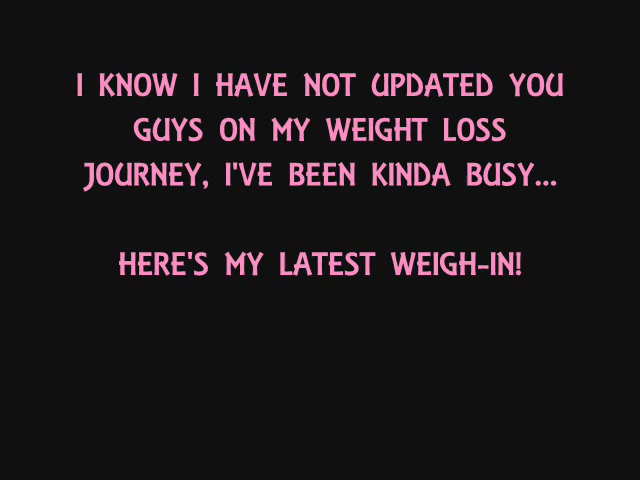 I KNOW I HAVE NOT UPDATED YOU
GUYS ON MY WEIGHT LOSS
JOURNEY, I'VE BEEN KINDA BUSY...
HERE'S MY LATEST WEIGH-IN!